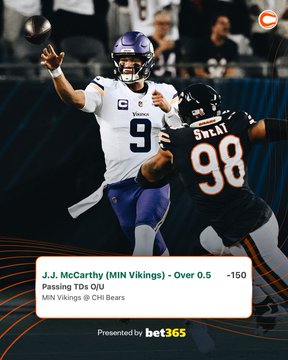 VIKINGS
9
SWEAT
98
J.J. McCarthy (MIN Vikings) - Over 0.5 -150
Passing TDs O/U
MIN Vikings @ CHI Bears
Presented by bet365